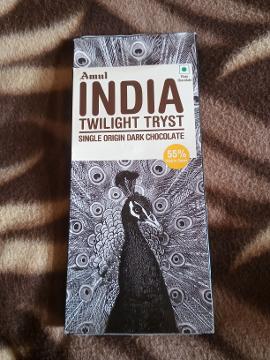 Amul
INDIA
TWILIGHT TRYST
SINGLE ORIGIN DARK CHOCOLATE
55%